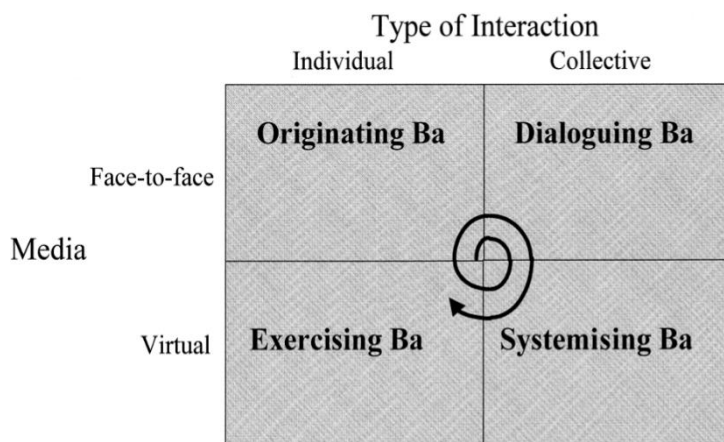 Type of Interaction
Individual Collective
Originating Ba Dialoguing Ba
Face-to-face
Media
Virtual Exercising Ba Systemising Ba